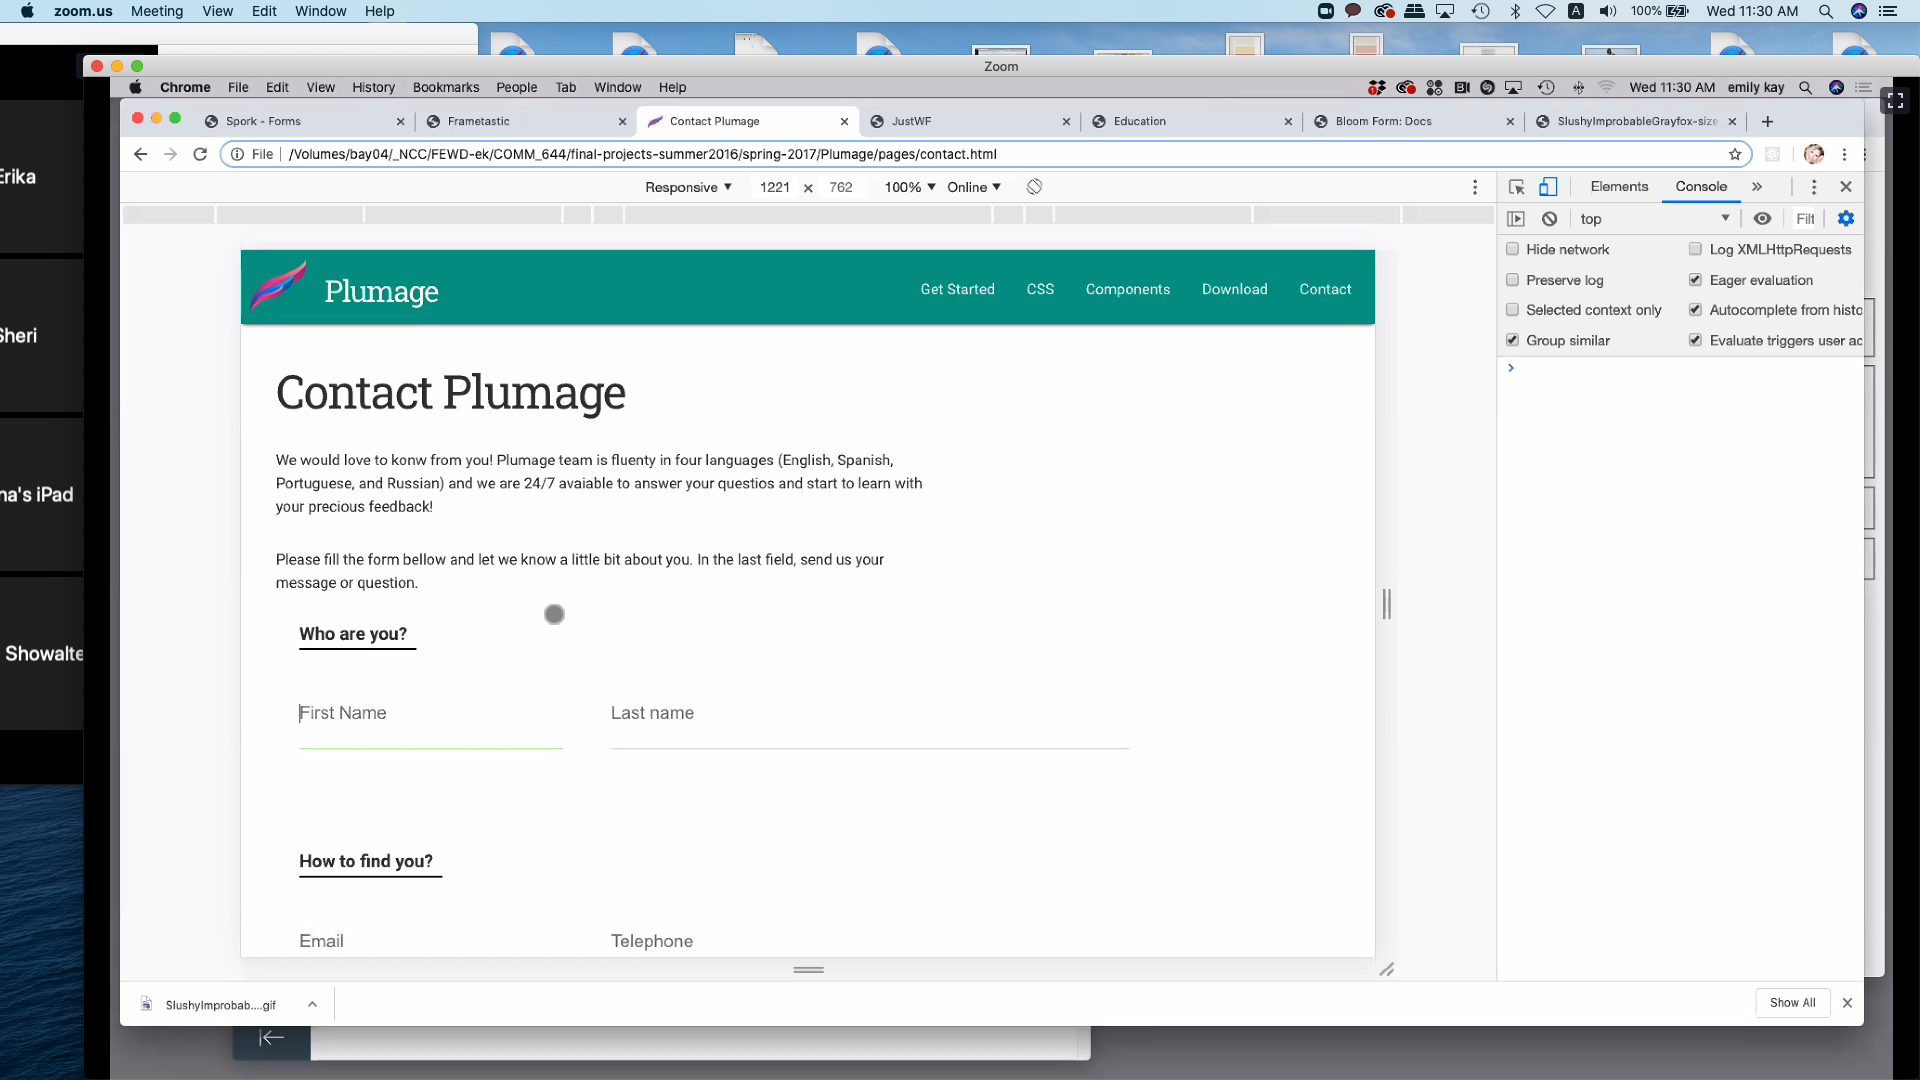 zoom.us Meeting View Edit Window Help 100% Wed 11:30 AM
Zoom
Chrome File Edit View History Bookmarks People Tab Window Help Wed 11:30 AM emily kay
Spork - Forms Frametastic Contact Plumage JustWF Education Bloom Form: Docs SlushyImprobableGrayfox-size
File /Volumes/bay04/_NCC/FEWD-ek/COMM_644/final-projects-summer2016/spring-2017/Plumage/pages/contact.html
Responsive 1221 × 762 100% Online
Elements Console
top Filt
Hide network Log XMLHttpRequests
Preserve log Eager evaluation
Selected context only Autocomplete from histo
Group similar Evaluate triggers user ac
Erika
Sheri
na's iPad
Showalte
Plumage
Get Started CSS Components Download Contact
Contact Plumage
We would love to konw from you! Plumage team is fluenty in four languages (English, Spanish,
Portuguese, and Russian) and we are 24/7 avaiable to answer your questios and start to learn with
your precious feedback!
Please fill the form bellow and let we know a little bit about you. In the last field, send us your
message or question.
Who are you?
First Name Last name
How to find you?
Email Telephone
SlushyImprobab....gif
Show All